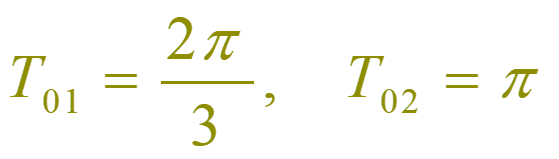 T₀₁ = 2π/3, T₀₂ = π